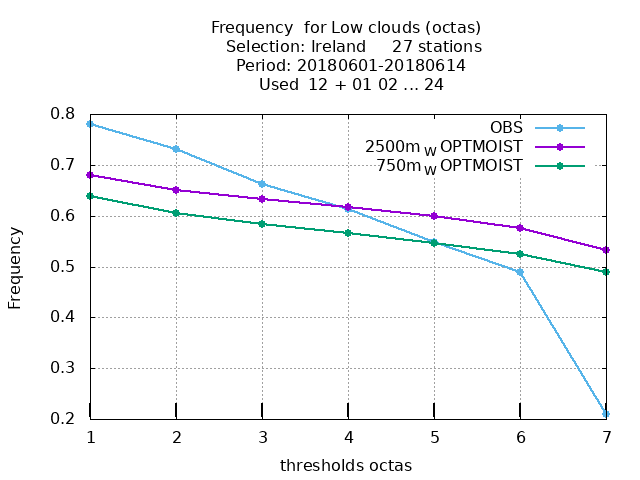 Frequency  for Low clouds (octas)
Selection: Ireland     27 stations
Period: 20180601-20180614
Used  12 + 01 02 ... 24
OBS
2500m W OPTMOIST
750m W OPTMOIST
0.8
0.7
0.6
0.5
0.4
0.3
0.2
Frequency
1 2 3 4 5 6 7
thresholds octas